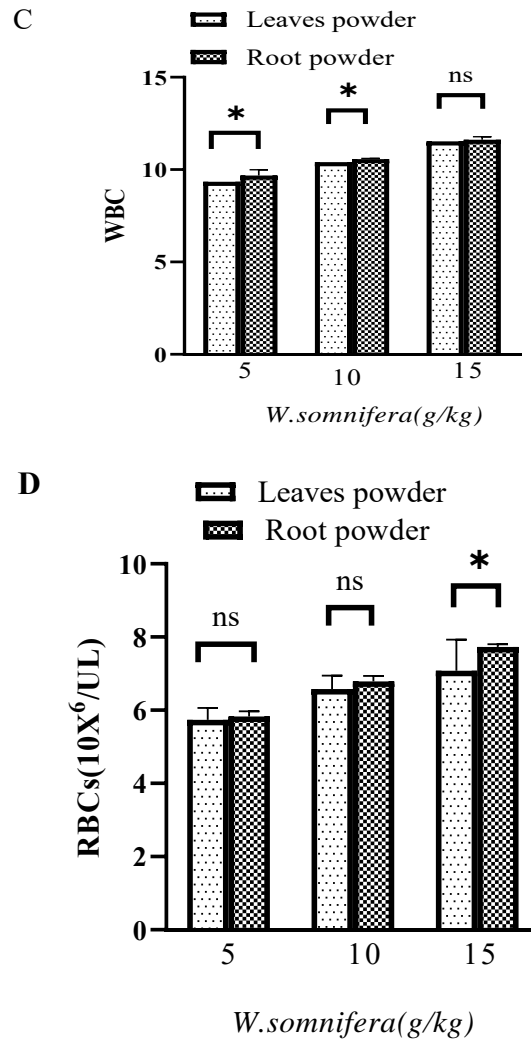 C
Leaves powder
Root powder
15
10
5
0
WBC
*
*
ns
5 10 15
W.somnifera(g/kg)
D
Leaves powder
Root powder
10
8
6
4
2
0
RBCs(10X⁶/UL)
ns
ns
*
5 10 15
W.somnifera(g/kg)